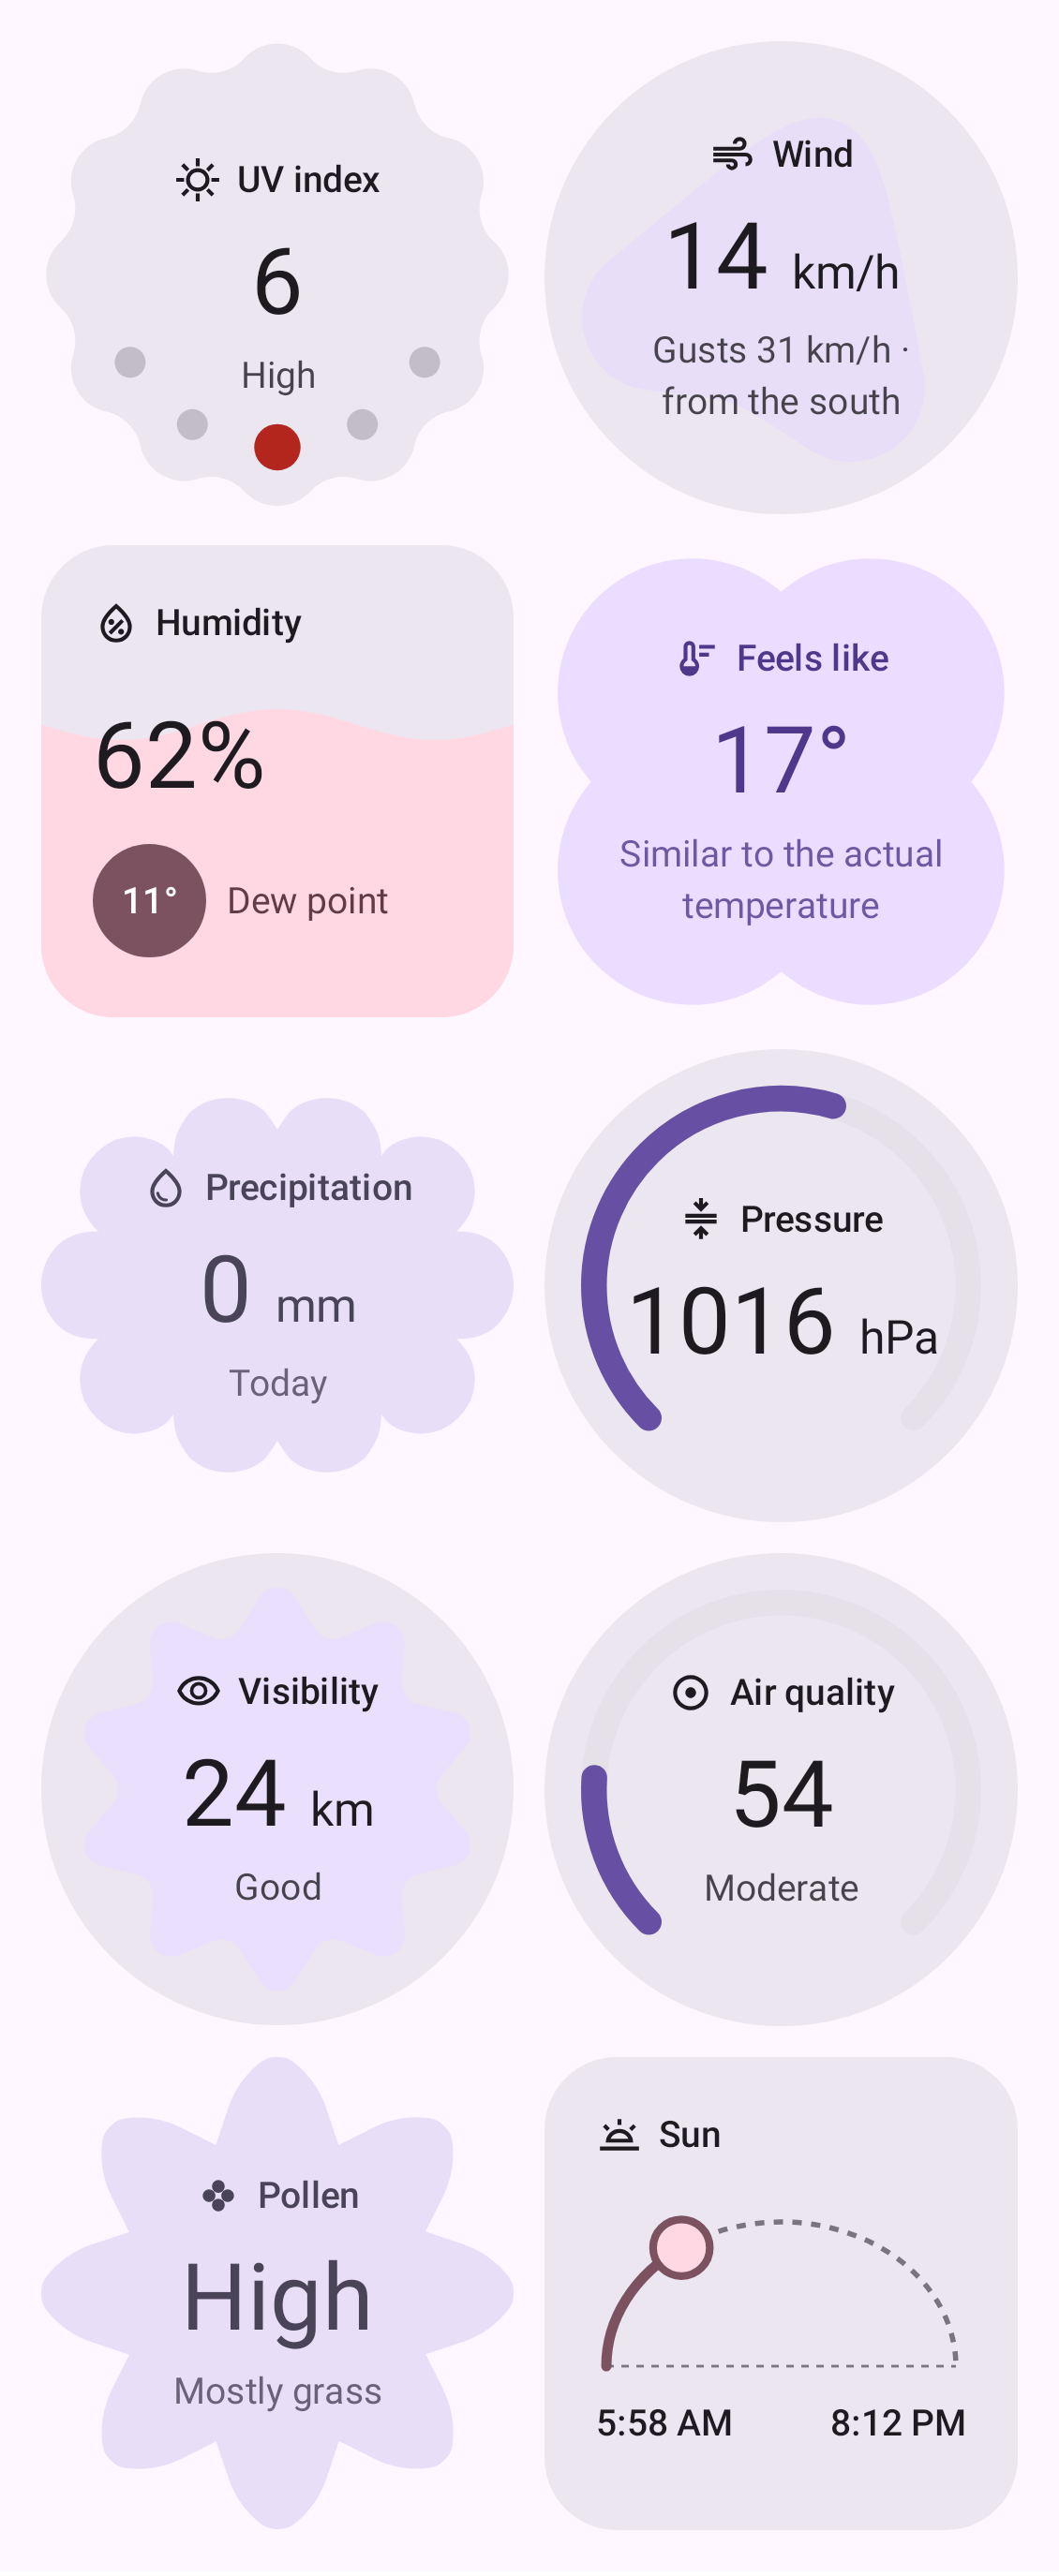 UV index
6
High
Wind
14 km/h
Gusts 31 km/h ·
from the south
Humidity
62%
11° Dew point
Feels like
17°
Similar to the actual
temperature
Precipitation
0 mm
Today
Pressure
1016 hPa
Visibility
24 km
Good
Air quality
54
Moderate
Pollen
High
Mostly grass
Sun
5:58 AM 8:12 PM